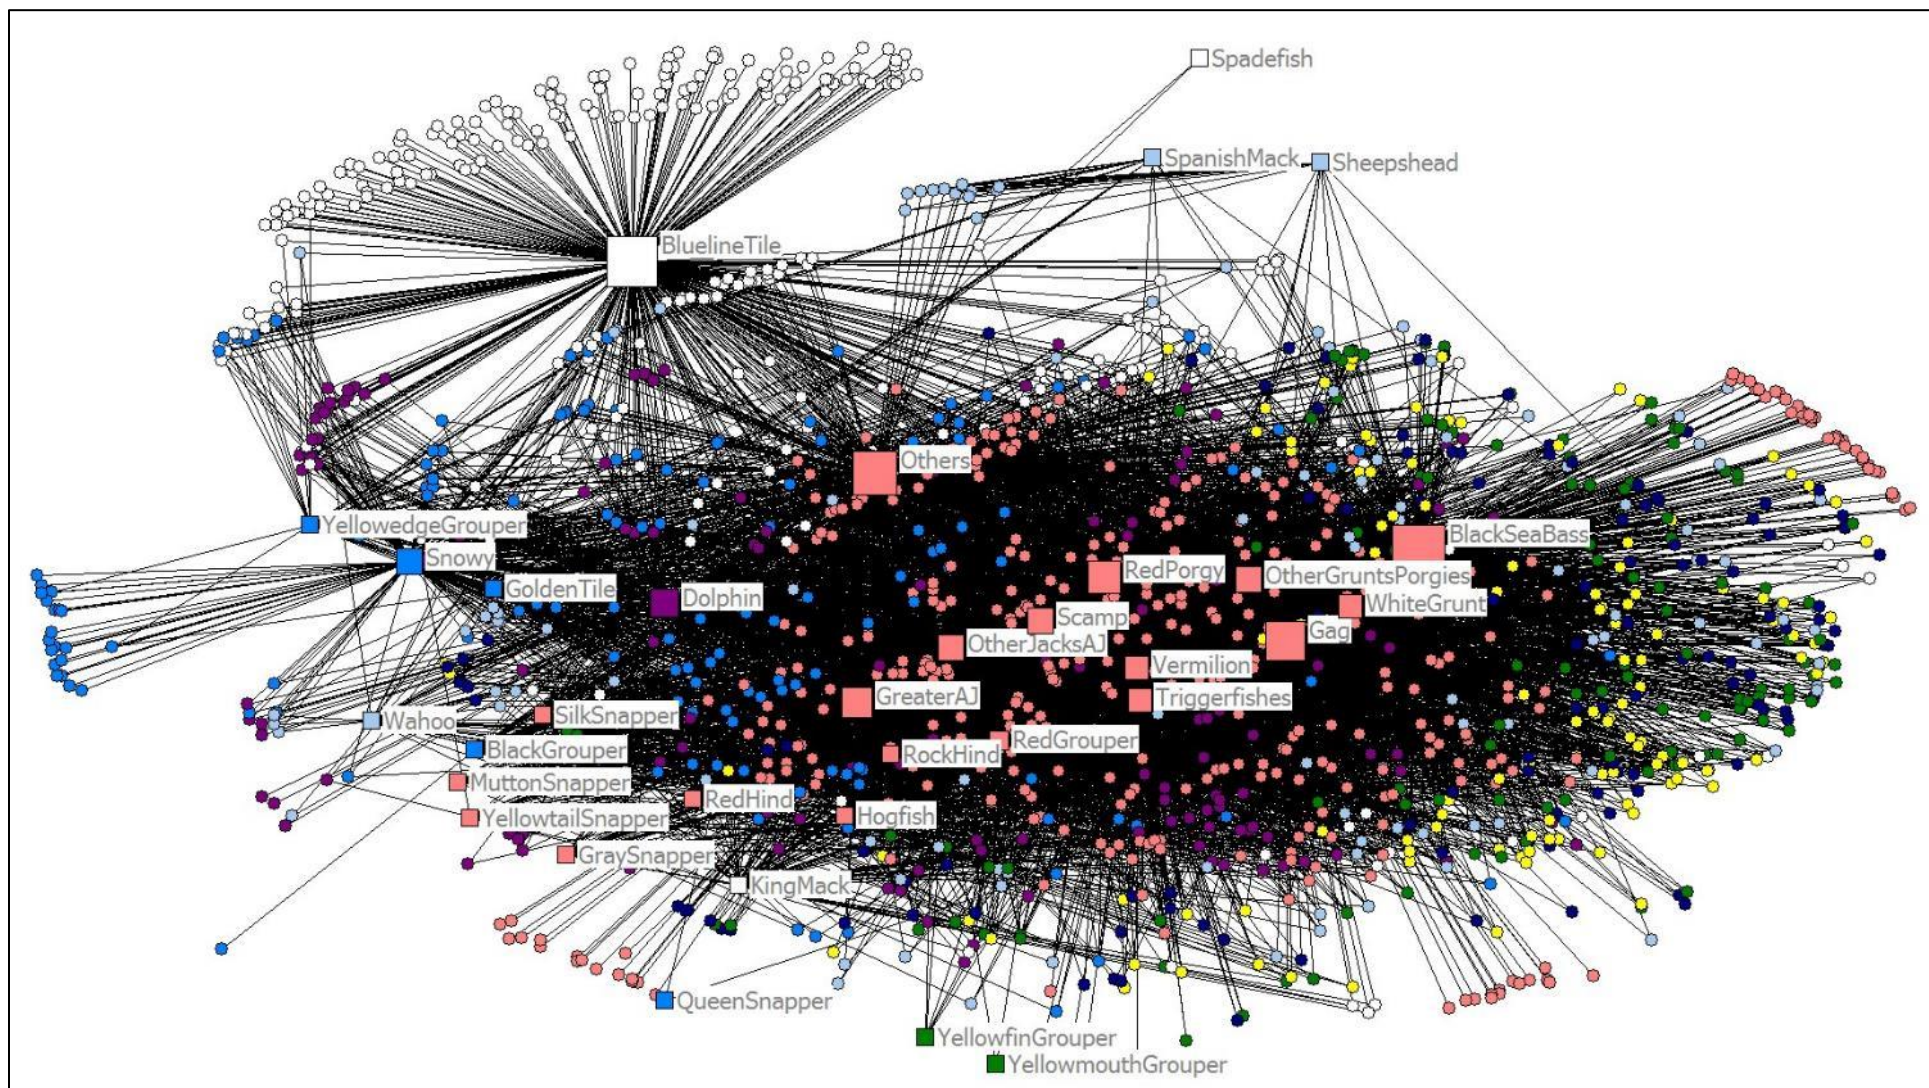 Spadefish
SpanishMack
Sheepshead
BluelineTile
Others
YellowedgeGrouper
BlackSeaBass
Snowy
RedPorgy
OtherGruntsPorgies
GoldenTile
Dolphin
WhiteGrunt
Scamp
Gag
OtherJacksAJ
Vermilion
GreaterAJ
Triggerfishes
Wahoo
SilkSnapper
RedGrouper
BlackGrouper
RockHind
MuttonSnapper
RedHind
YellowtailSnapper
Hogfish
GraySnapper
KingMack
QueenSnapper
YellowfinGrouper
YellowmouthGrouper